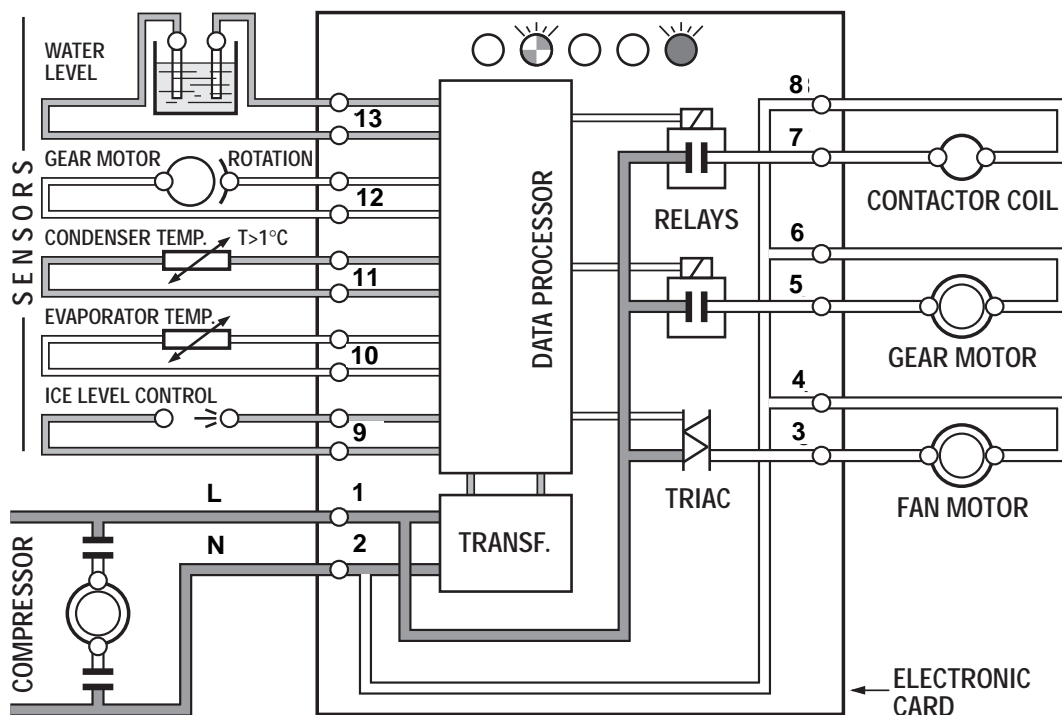 SENSORS
WATER
LEVEL
13
GEAR MOTOR ROTATION
12
CONDENSER TEMP. T>1°C
11
EVAPORATOR TEMP.
10
ICE LEVEL CONTROL
9
L
1
N
2
COMPRESSOR
DATA PROCESSOR
TRANSF.
RELAYS
TRIAC
8
7
CONTACTOR COIL
6
5
GEAR MOTOR
4
3
FAN MOTOR
ELECTRONIC
CARD